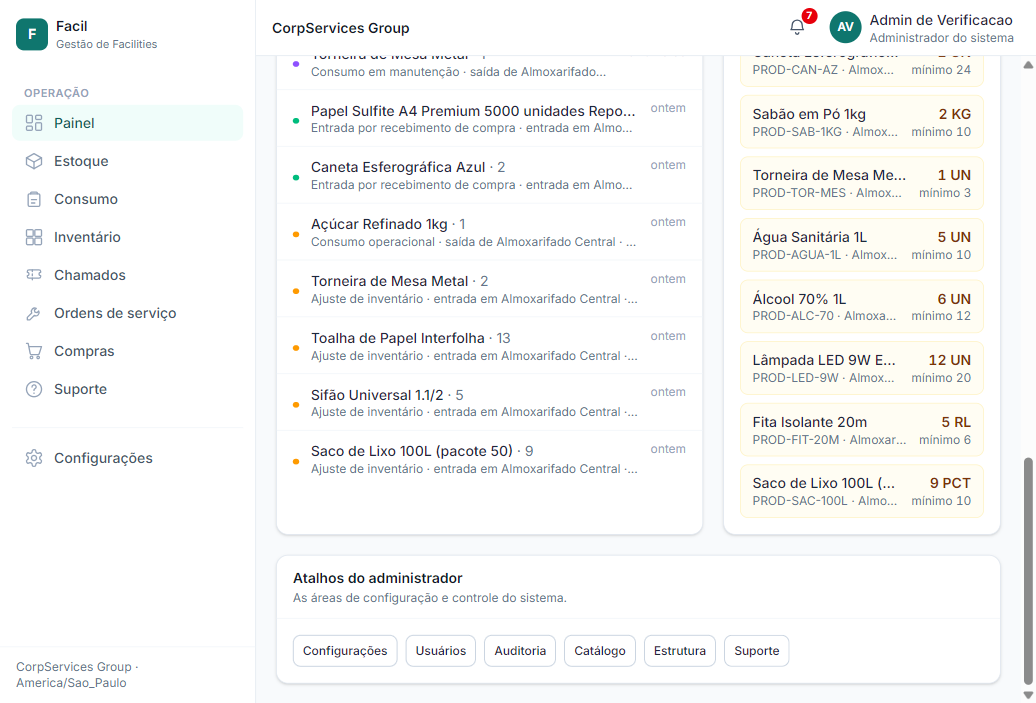 F
Facil
Gestão de Facilities
OPERAÇÃO
Painel
Estoque
Consumo
Inventário
Chamados
Ordens de serviço
Compras
Suporte
Configurações
CorpServices Group ·
America/Sao_Paulo
CorpServices Group
7
AV
Admin de Verificacao
Administrador do sistema
Torneira de Mesa Metal · 1
Consumo em manutenção · saída de Almoxarifado...
Papel Sulfite A4 Premium 5000 unidades Repo...
ontem
Entrada por recebimento de compra · entrada em Almo...
Caneta Esferográfica Azul · 2
ontem
Entrada por recebimento de compra · entrada em Almo...
Açúcar Refinado 1kg · 1
ontem
Consumo operacional · saída de Almoxarifado Central · ...
Torneira de Mesa Metal · 2
ontem
Ajuste de inventário · entrada em Almoxarifado Central ·...
Toalha de Papel Interfolha · 13
ontem
Ajuste de inventário · entrada em Almoxarifado Central ·...
Sifão Universal 1.1/2 · 5
ontem
Ajuste de inventário · entrada em Almoxarifado Central ·...
Saco de Lixo 100L (pacote 50) · 9
ontem
Ajuste de inventário · entrada em Almoxarifado Central ·...
PROD-CAN-AZ · Almox... mínimo 24
Sabão em Pó 1kg 2 KG
PROD-SAB-1KG · Almox... mínimo 10
Torneira de Mesa Me... 1 UN
PROD-TOR-MES · Almox... mínimo 3
Água Sanitária 1L 5 UN
PROD-AGUA-1L · Almox... mínimo 10
Álcool 70% 1L 6 UN
PROD-ALC-70 · Almoxa... mínimo 12
Lâmpada LED 9W E... 12 UN
PROD-LED-9W · Almox... mínimo 20
Fita Isolante 20m 5 RL
PROD-FIT-20M · Almoxar... mínimo 6
Saco de Lixo 100L (... 9 PCT
PROD-SAC-100L · Almo... mínimo 10
Atalhos do administrador
As áreas de configuração e controle do sistema.
Configurações
Usuários
Auditoria
Catálogo
Estrutura
Suporte